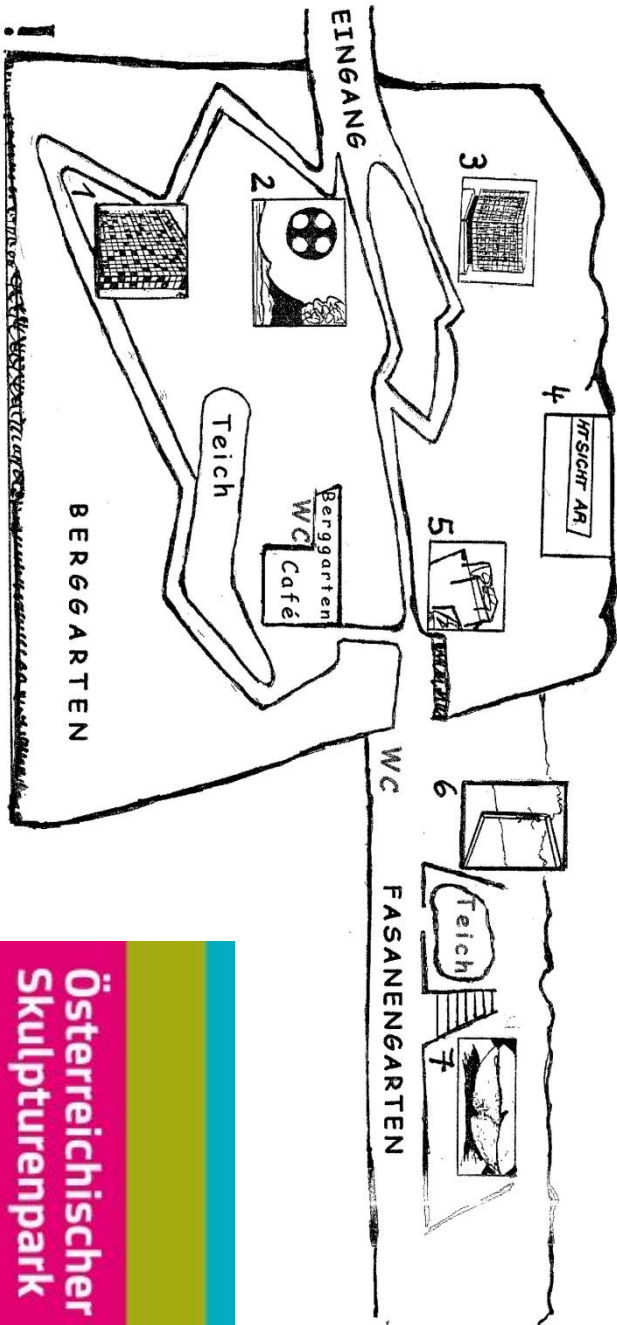 EINGANG
3
2
1
4
HTSICHT AR
5
Teich
WC
Berggarten
Café
BERGGARTEN
WC
6
Teich
FASANENGARTEN
7
Österreichischer
Skulpturenpark